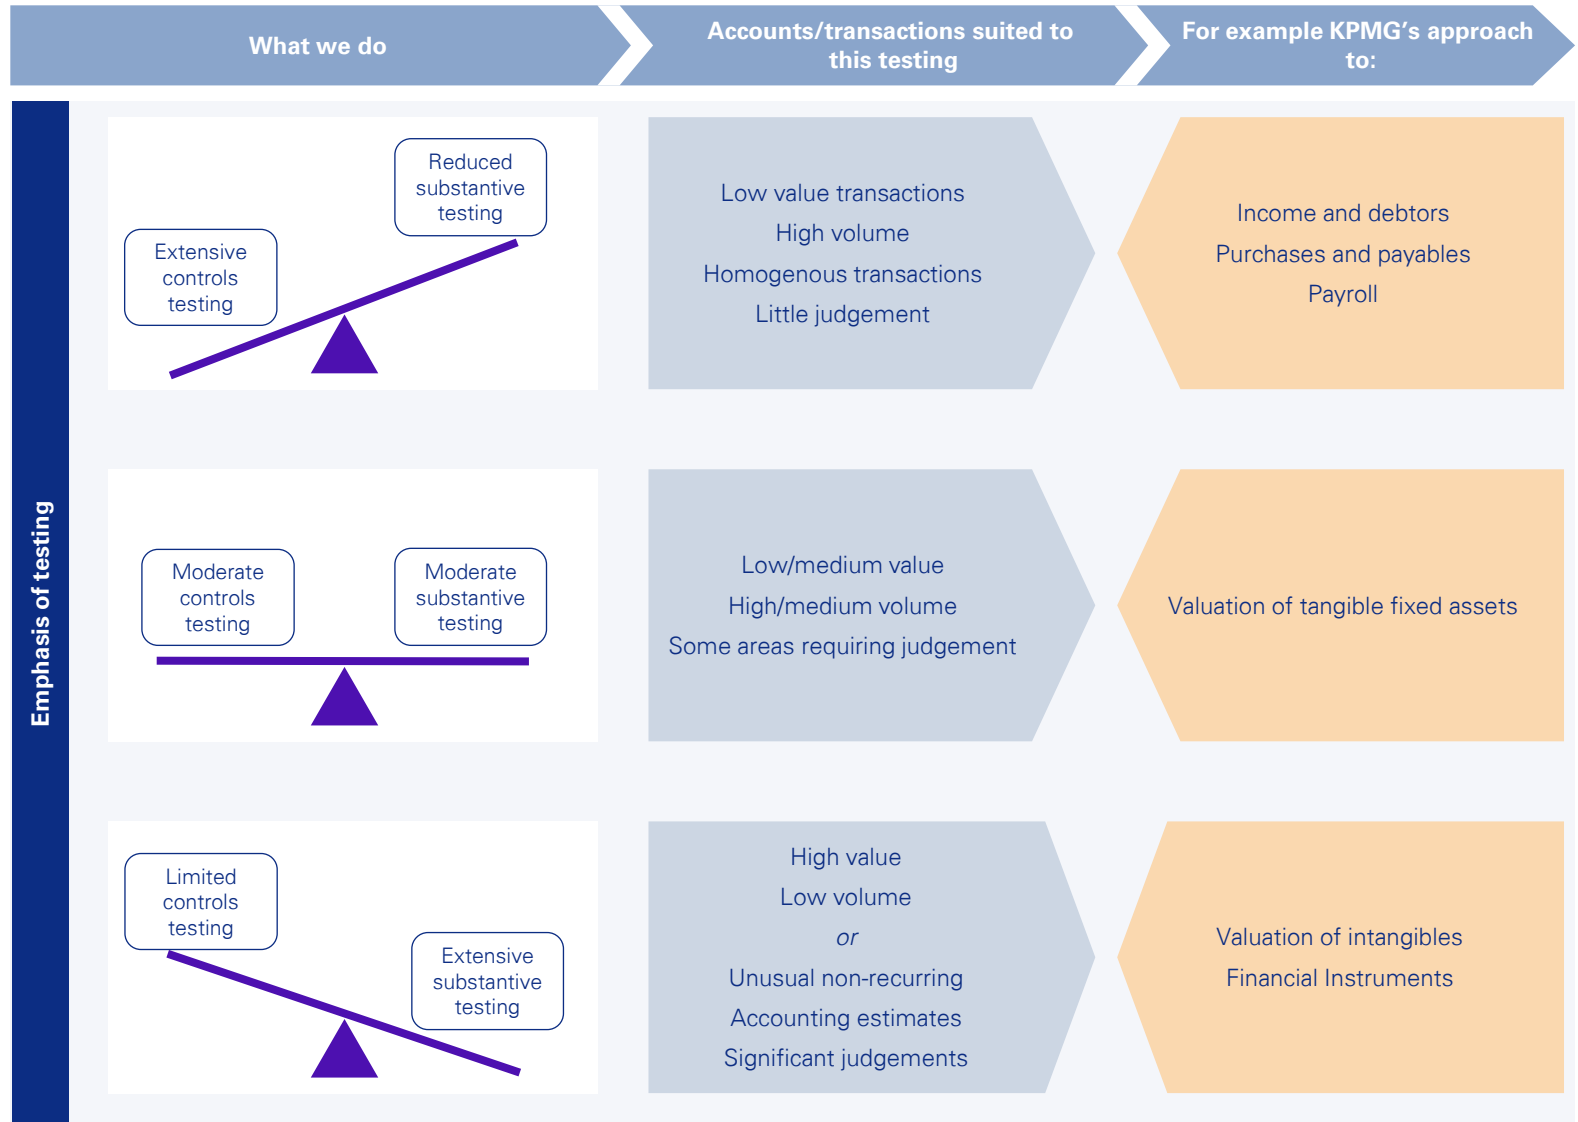 What we do
Accounts/transactions suited to
this testing
For example KPMG's approach
to:
Emphasis of testing
Extensive
controls
testing
Reduced
substantive
testing
Low value transactions
High volume
Homogenous transactions
Little judgement
Income and debtors
Purchases and payables
Payroll
Moderate
controls
testing
Moderate
substantive
testing
Low/medium value
High/medium volume
Some areas requiring judgement
Valuation of tangible fixed assets
Limited
controls
testing
Extensive
substantive
testing
High value
Low volume
or
Unusual non-recurring
Accounting estimates
Significant judgements
Valuation of intangibles
Financial Instruments